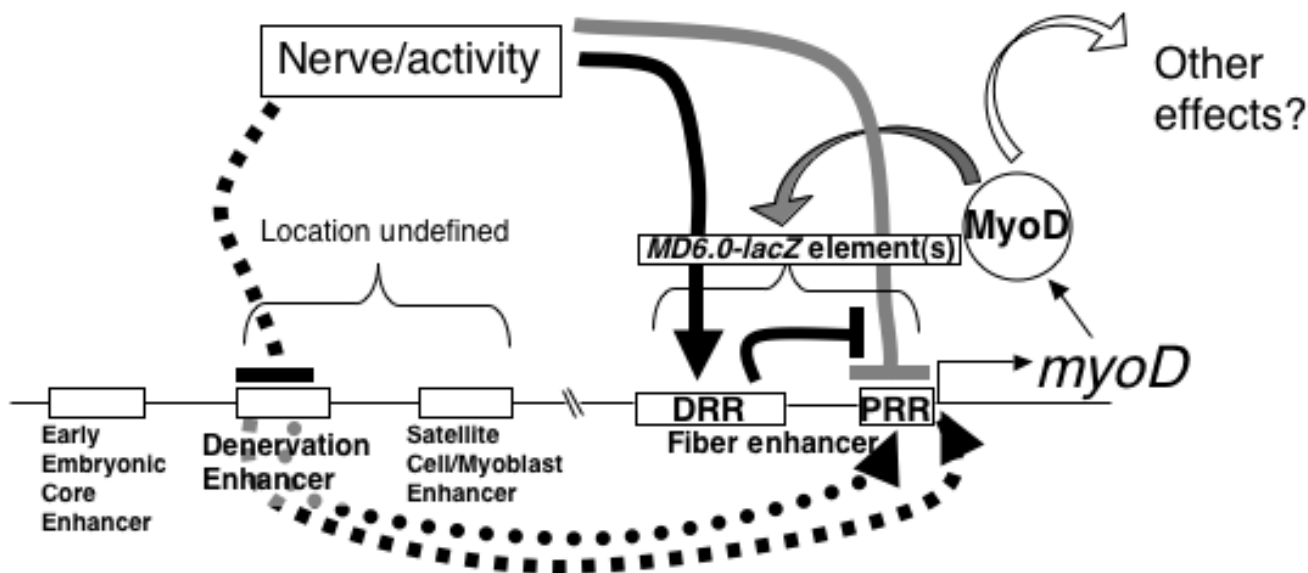 Nerve/activity
Other
effects?
Location undefined
MD6.0-lacZ element(s)
MyoD
myoD
DRR
PRR
Fiber enhancer
Early
Embryonic
Core
Enhancer
Denervation
Enhancer
Satellite
Cell/Myoblast
Enhancer